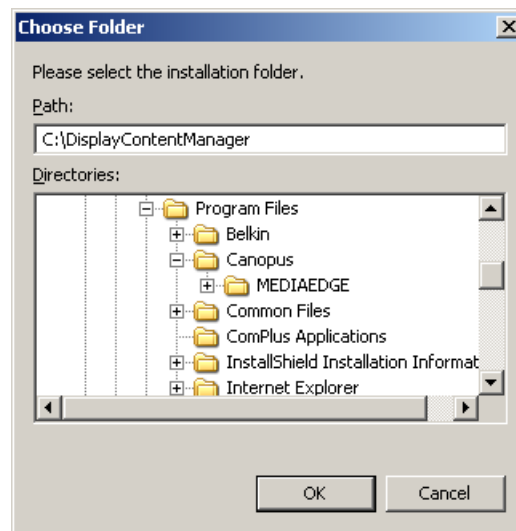 Choose Folder
Please select the installation folder.
Path:
C:\DisplayContentManager
Directories:
Program Files
Belkin
Canopus
MEDIAEDGE
Common Files
ComPlus Applications
InstallShield Installation Informat
Internet Explorer
OK Cancel